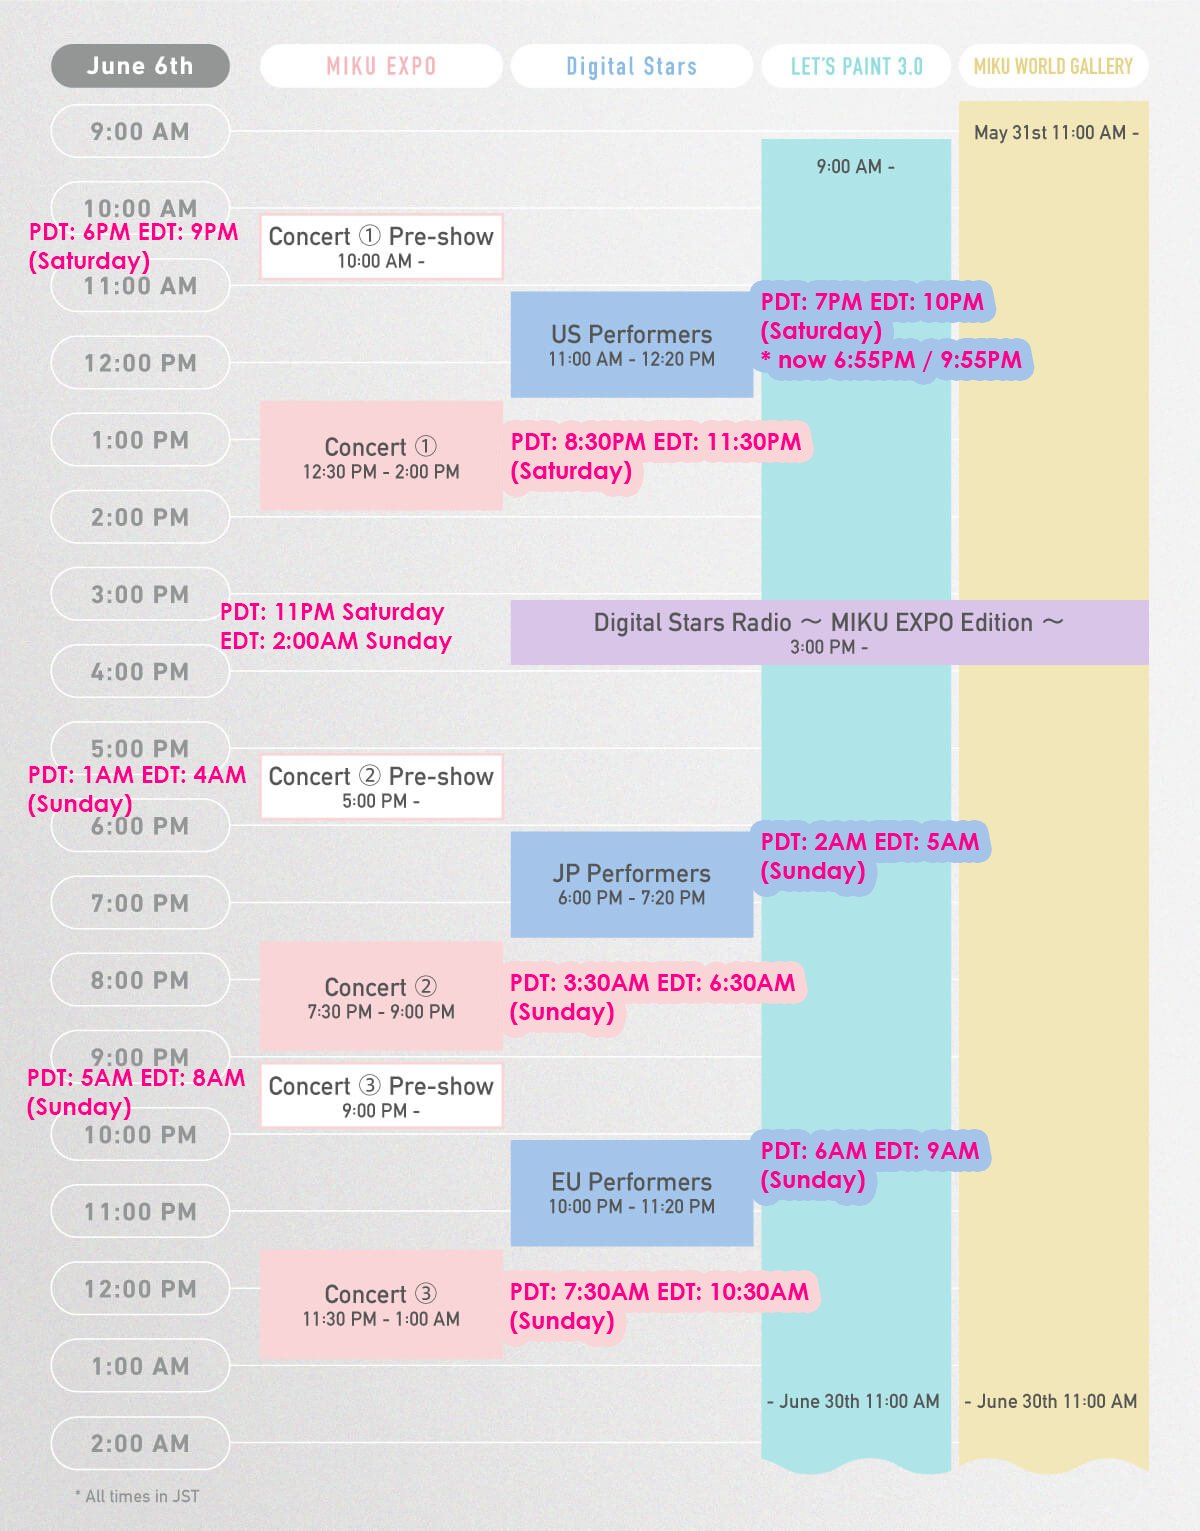 June 6th
MIKU EXPO
Digital Stars
LET'S PAINT 3.0
MIKU WORLD GALLERY
9:00 AM
May 31st 11:00 AM -
9:00 AM -
10:00 AM
PDT: 6PM EDT: 9PM
(Saturday)
Concert ① Pre-show
10:00 AM -
11:00 AM
US Performers
11:00 AM - 12:20 PM
PDT: 7PM EDT: 10PM
(Saturday)
* now 6:55PM / 9:55PM
12:00 PM
1:00 PM
Concert ①
12:30 PM - 2:00 PM
PDT: 8:30PM EDT: 11:30PM
(Saturday)
2:00 PM
3:00 PM
PDT: 11PM Saturday
EDT: 2:00AM Sunday
Digital Stars Radio ～ MIKU EXPO Edition ～
3:00 PM -
4:00 PM
5:00 PM
PDT: 1AM EDT: 4AM
(Sunday)
Concert ② Pre-show
5:00 PM -
6:00 PM
JP Performers
6:00 PM - 7:20 PM
PDT: 2AM EDT: 5AM
(Sunday)
7:00 PM
8:00 PM
Concert ②
7:30 PM - 9:00 PM
PDT: 3:30AM EDT: 6:30AM
(Sunday)
9:00 PM
PDT: 5AM EDT: 8AM
(Sunday)
Concert ③ Pre-show
9:00 PM -
10:00 PM
EU Performers
10:00 PM - 11:20 PM
PDT: 6AM EDT: 9AM
(Sunday)
11:00 PM
12:00 PM
Concert ③
11:30 PM - 1:00 AM
PDT: 7:30AM EDT: 10:30AM
(Sunday)
1:00 AM
- June 30th 11:00 AM
- June 30th 11:00 AM
2:00 AM
* All times in JST